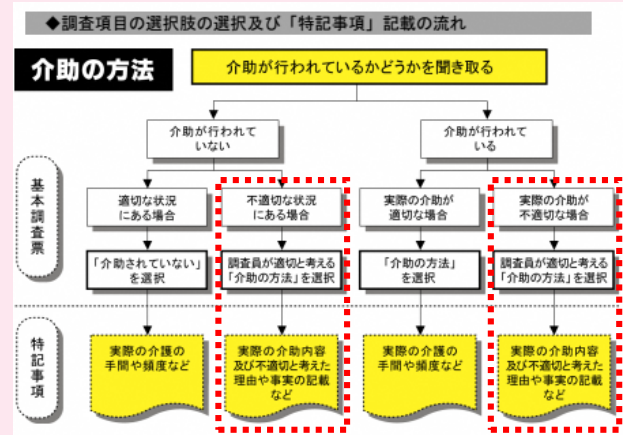 ◆調査項目の選択肢の選択及び「特記事項」記載の流れ
介助の方法
介助が行われているかどうかを聞き取る
介助が行われて
いない
介助が行われて
いる
基本調査票
適切な状況
にある場合
不適切な状況
にある場合
実際の介助が
適切な場合
実際の介助が
不適切な場合
「介助されていない」
を選択
調査員が適切と考える
「介助の方法」を選択
「介助の方法」
を選択
調査員が適切と考える
「介助の方法」を選択
特記事項
実際の介護の
手間や頻度など
実際の介助内容
及び不適切と考えた
理由や事実の記載
など
実際の介護の
手間や頻度など
実際の介助内容
及び不適切と考えた
理由や事実の記載
など